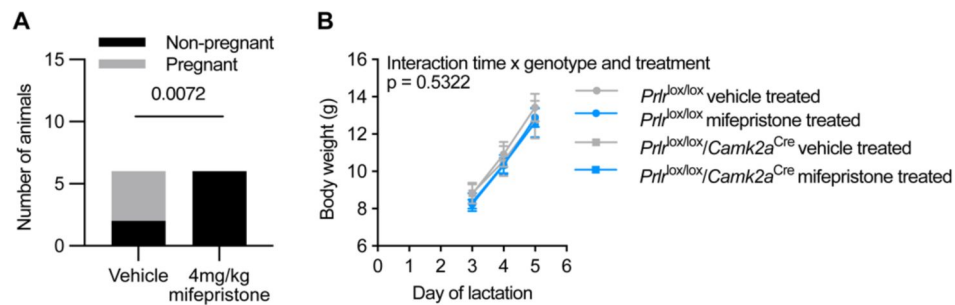 A
Non-pregnant
Pregnant
0.0072
15
10
5
0
Number of animals
Vehicle
4mg/kg
mifepristone
B
Interaction time x genotype and treatment
p = 0.5322
16
14
12
10
8
6
Body weight (g)
0 1 2 3 4 5 6
Day of lactation
Prlr^lox/lox vehicle treated
Prlr^lox/lox mifepristone treated
Prlr^lox/lox/Camk2a^Cre vehicle treated
Prlr^lox/lox/Camk2a^Cre mifepristone treated